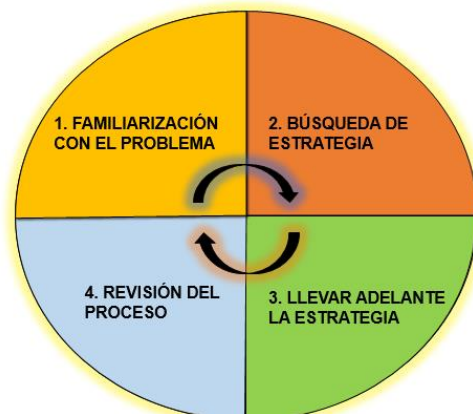 1. FAMILIARIZACIÓN
CON EL PROBLEMA
2. BÚSQUEDA DE
ESTRATEGIA
3. LLEVAR ADELANTE
LA ESTRATEGIA
4. REVISIÓN DEL
PROCESO